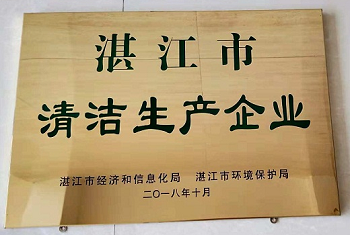 湛江市
清洁生产企业
湛江市经济和信息化局 湛江市环境保护局
二〇一八年十月